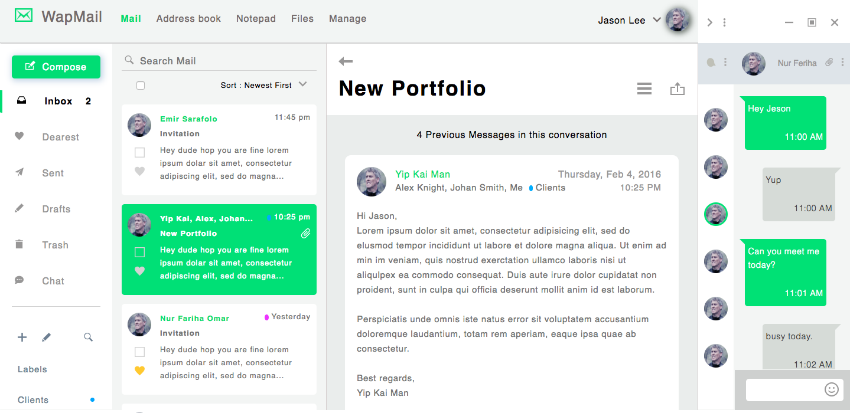 WapMail
Mail Address book Notepad Files Manage
Jason Lee
Compose
Inbox 2
Dearest
Sent
Drafts
Trash
Chat
Labels
Clients
Search Mail
Sort : Newest First
Emir Sarafolo 11:45 pm
Invitation
Hey dude hop you are fine lorem
ipsum dolor sit amet, consectetur
adipiscing elit, sed do magna...
Yip Kai, Alex, Johan... 10:25 pm
New Portfolio
Hey dude hop you are fine lorem
ipsum dolor sit amet, consectetur
adipiscing elit, sed do magna...
Nur Fariha Omar Yesterday
Invitation
Hey dude hop you are fine lorem
ipsum dolor sit amet, consectetur
adipiscing elit, sed do magna...
New Portfolio
4 Previous Messages in this conversation
Yip Kai Man Thursday, Feb 4, 2016
Alex Knight, Johan Smith, Me Clients 10:25 PM
Hi Jason,
Lorem ipsum dolor sit amet, consectetur adipisicing elit, sed do
eiusmod tempor incididunt ut labore et dolore magna aliqua. Ut enim ad
min im veniam, quis nostrud exerctation ullamco laboris nisi ut
aliquipex ea commodo consequat. Duis aute irure dolor cupidatat non
proident, sunt in culpa qui officia deserunt mollit anim id est laborum.
Perspiciatis unde omnis iste natus error sit voluptatem accusantium
doloremque laudantium, totam rem aperiam, eaque ipsa quae ab
consectetur.
Best regards,
Yip Kai Man
Nur Feriha
Hey Jeson
11:00 AM
Yup
11:00 AM
Can you meet me
today?
11:01 AM
busy today.
11:02 AM